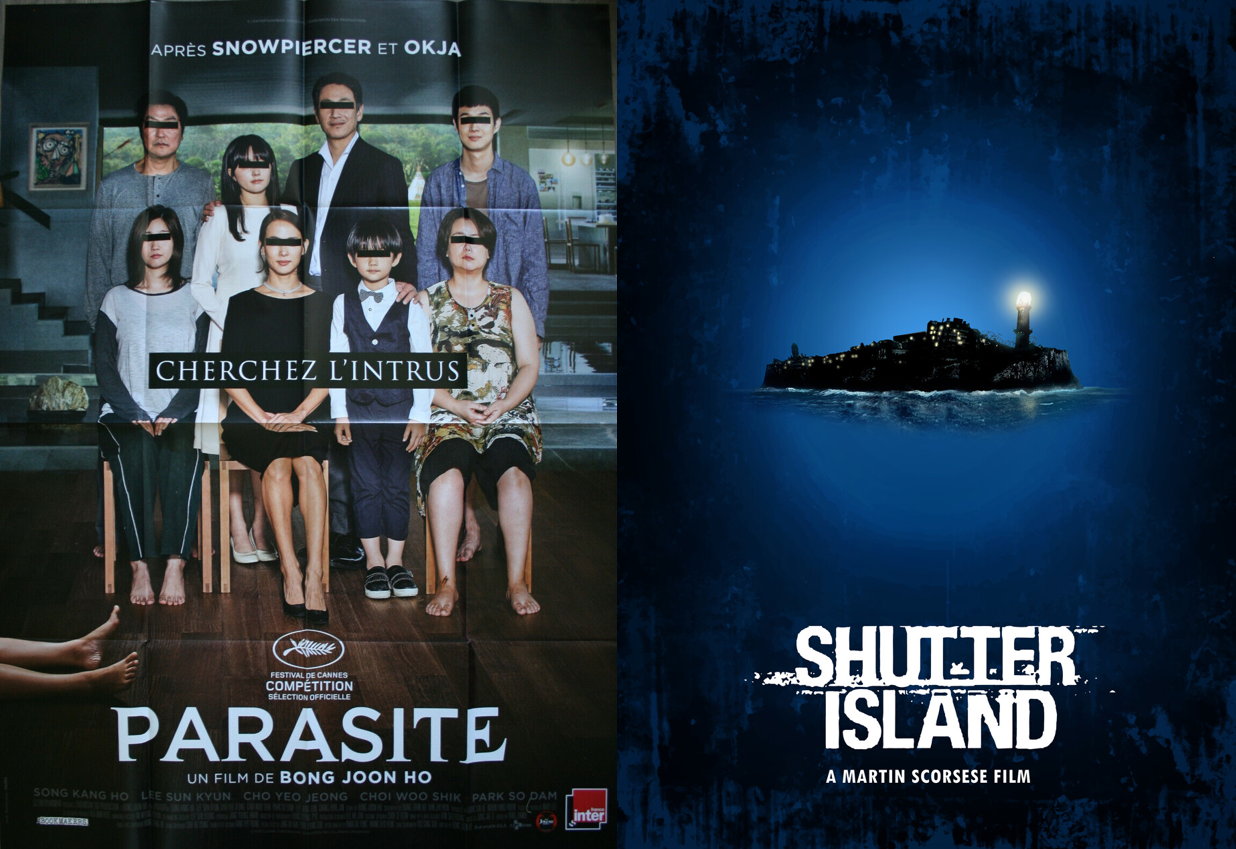 APRÈS SNOWPIERCER ET OKJA
CHERCHEZ L'INTRUS
FESTIVAL DE CANNES
COMPÉTITION
SÉLECTION OFFICIELLE
PARASITE
UN FILM DE BONG JOON HO
SONG KANG HO LEE SUN KYUN CHO YEO JEONG CHOI WOO SHIK PARK SO DAM
france
inter
SHUTTER
ISLAND
A MARTIN SCORSESE FILM